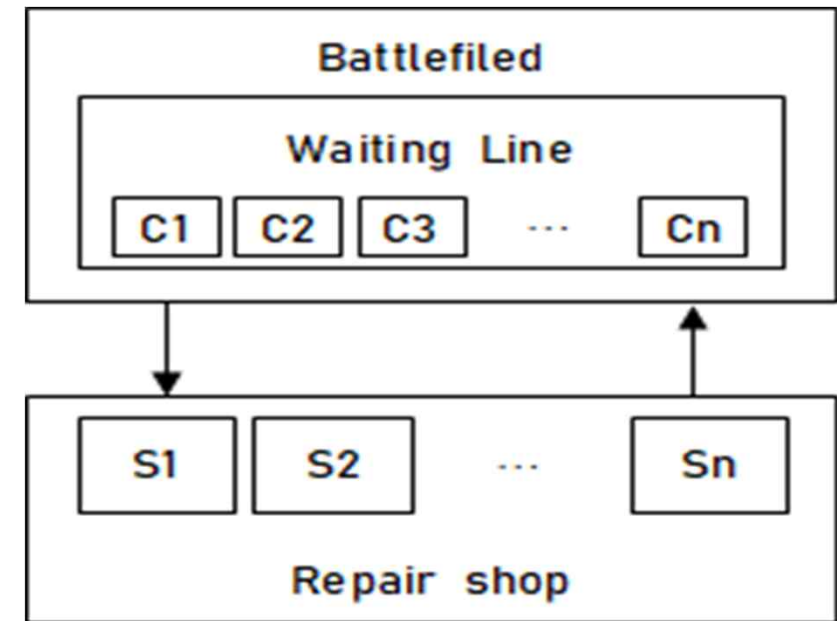 Battlefiled
Waiting Line
C1 C2 C3 ... Cn
S1 S2 ... Sn
Repair shop